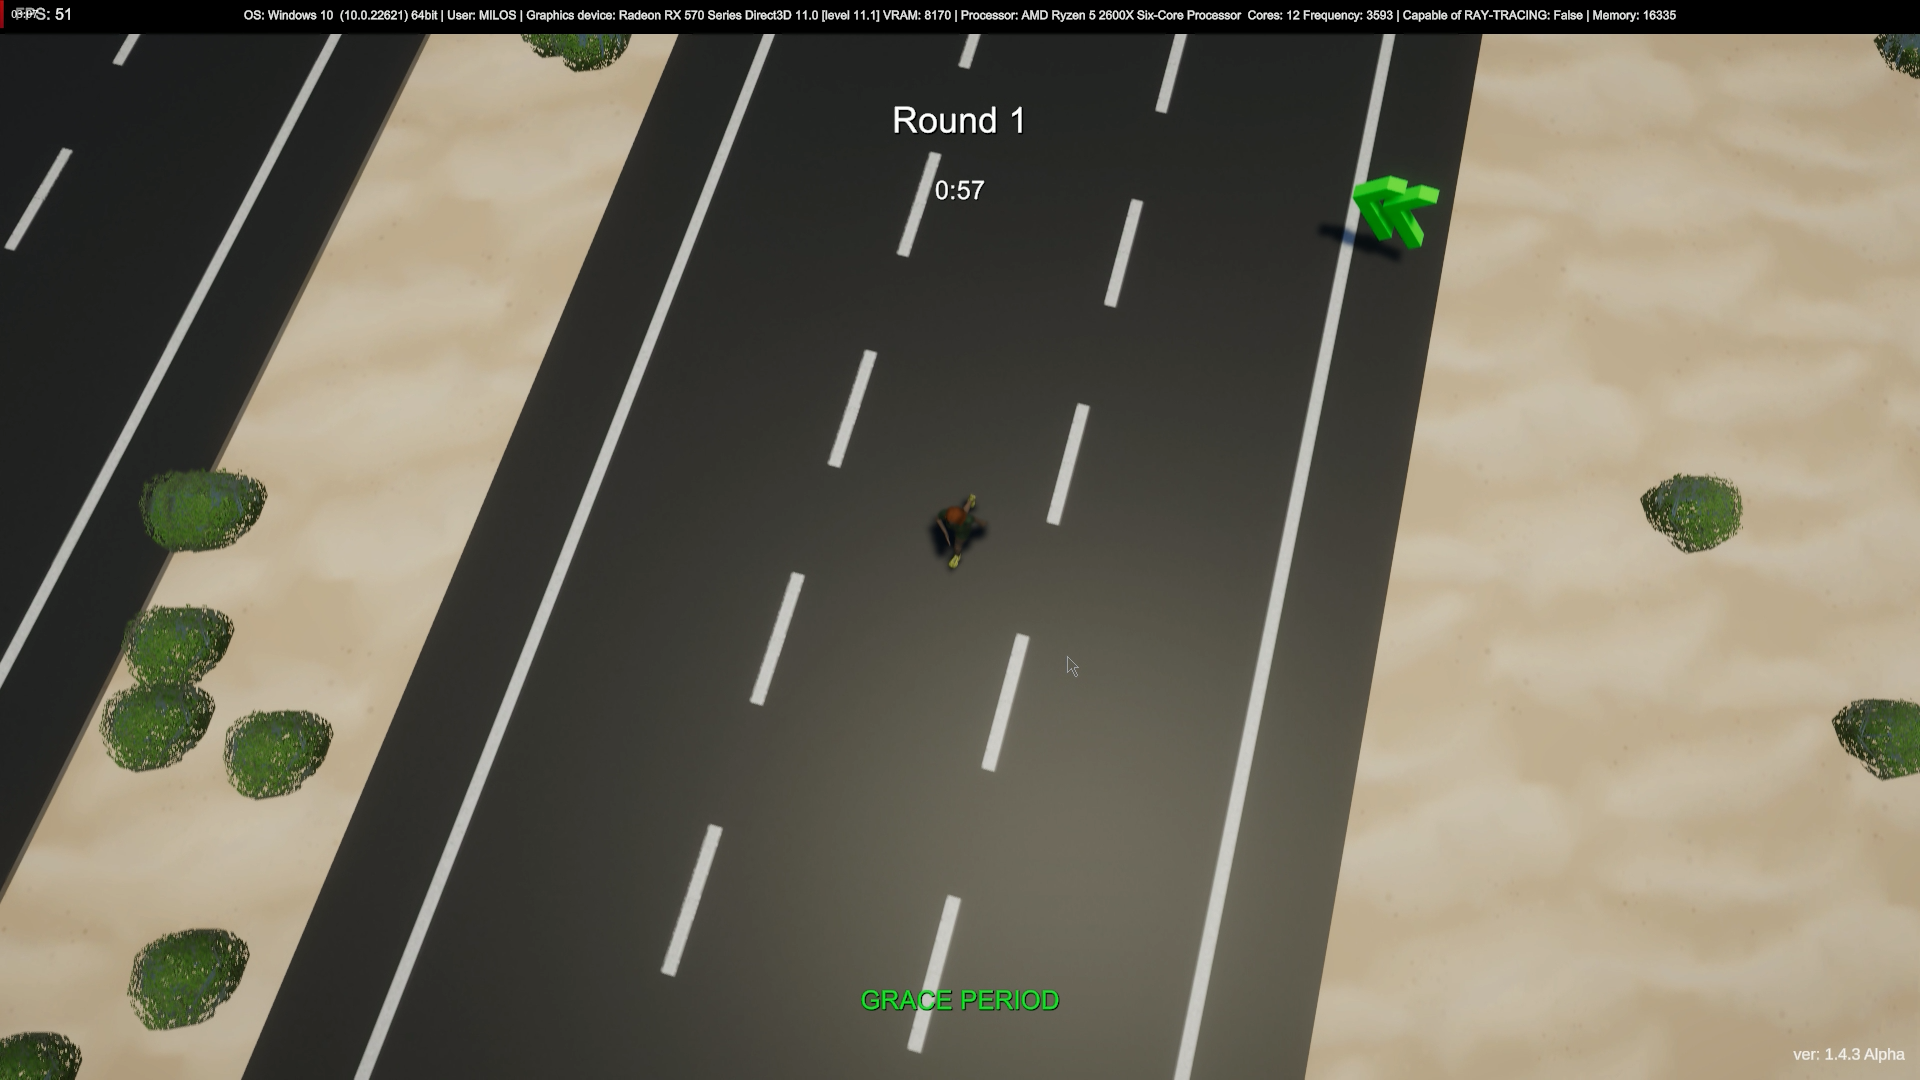 FPS: 51
OS: Windows 10 (10.0.22621) 64bit | User: MILOS | Graphics device: Radeon RX 570 Series Direct3D 11.0 [level 11.1] VRAM: 8170 | Processor: AMD Ryzen 5 2600X Six-Core Processor Cores: 12 Frequency: 3593 | Capable of RAY-TRACING: False | Memory: 16335
Round 1
0:57
GRACE PERIOD
ver: 1.4.3 Alpha